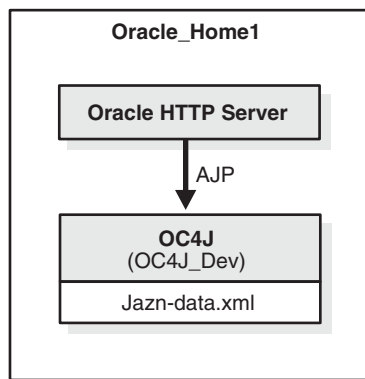 Oracle_Home1
Oracle HTTP Server
AJP
OC4J
(OC4J_Dev)
Jazn-data.xml